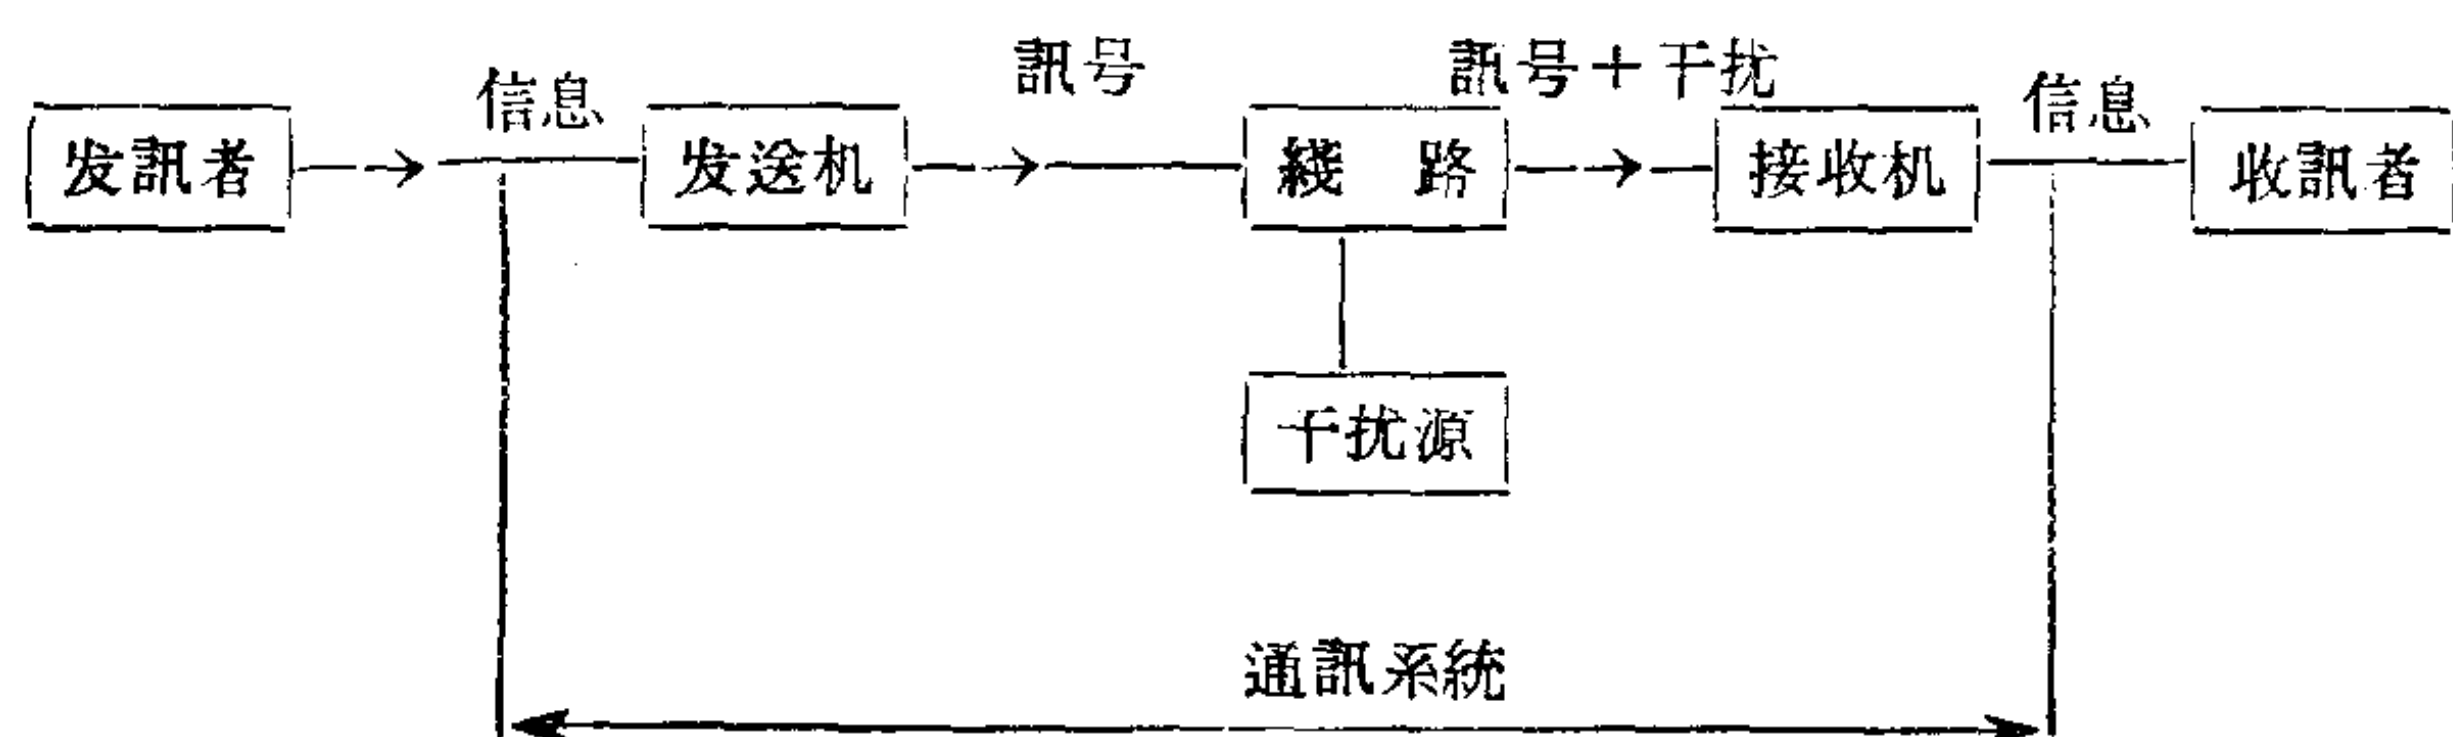 訊号 訊号+干扰
信息 信息
发訊者 发送机 綫 路 接收机 收訊者
干扰源
通訊系統